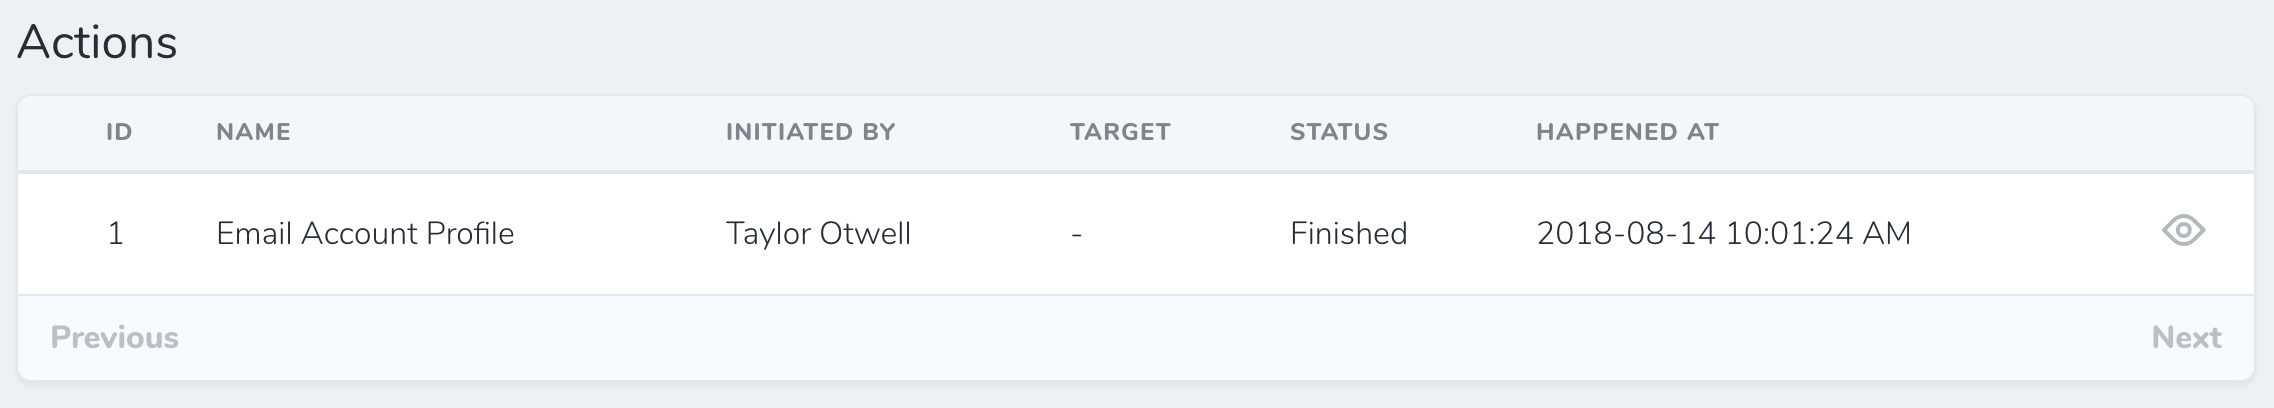 Actions
ID NAME INITIATED BY TARGET STATUS HAPPENED AT
1 Email Account Profile Taylor Otwell - Finished 2018-08-14 10:01:24 AM
Previous Next